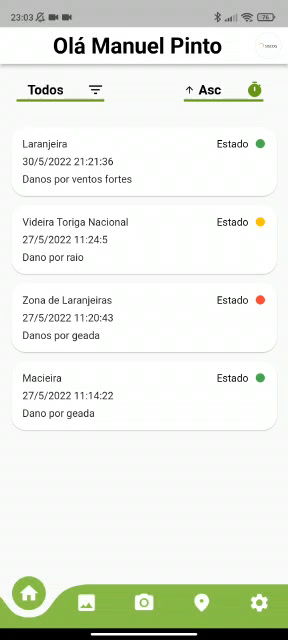 23:03
76
Olá Manuel Pinto
Todos
Asc
Laranjeira
Estado
30/5/2022 21:21:36
Danos por ventos fortes
Videira Toriga Nacional
Estado
27/5/2022 11:24:5
Dano por raio
Zona de Laranjeiras
Estado
27/5/2022 11:20:43
Danos por geada
Macieira
Estado
27/5/2022 11:14:22
Dano por geada